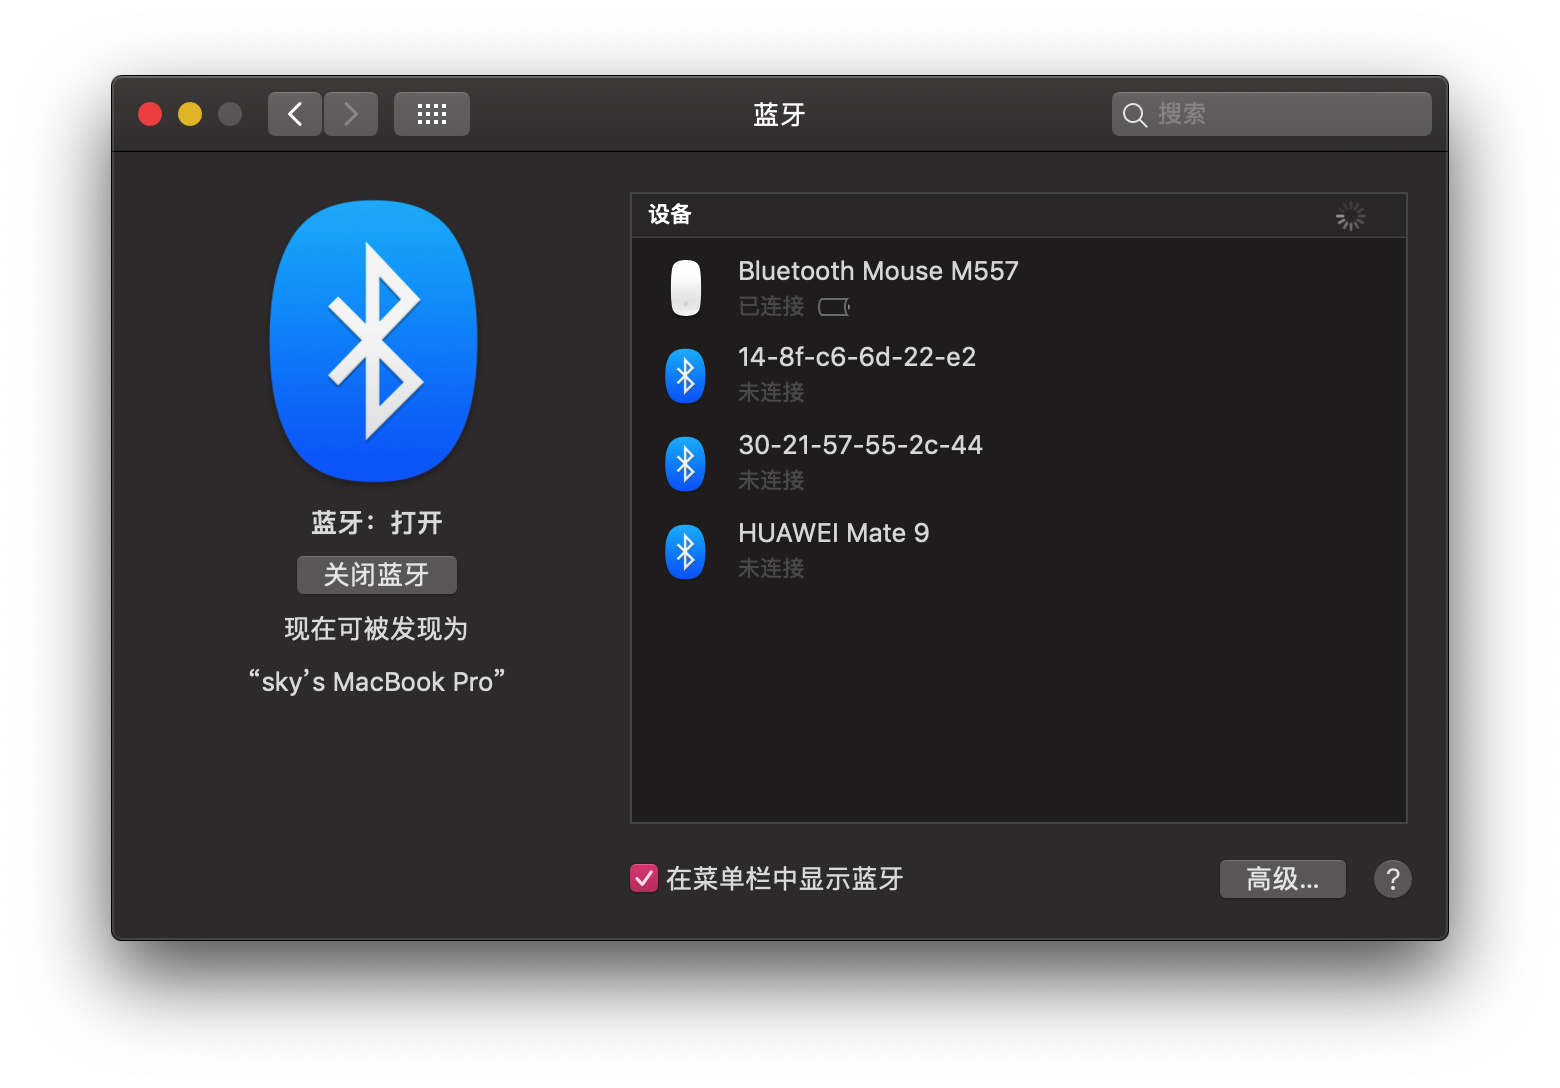 蓝牙
搜索
蓝牙：打开
关闭蓝牙
现在可被发现为
“sky’s MacBook Pro”
设备
Bluetooth Mouse M557
已连接
14-8f-c6-6d-22-e2
未连接
30-21-57-55-2c-44
未连接
HUAWEI Mate 9
未连接
在菜单栏中显示蓝牙
高级...
?